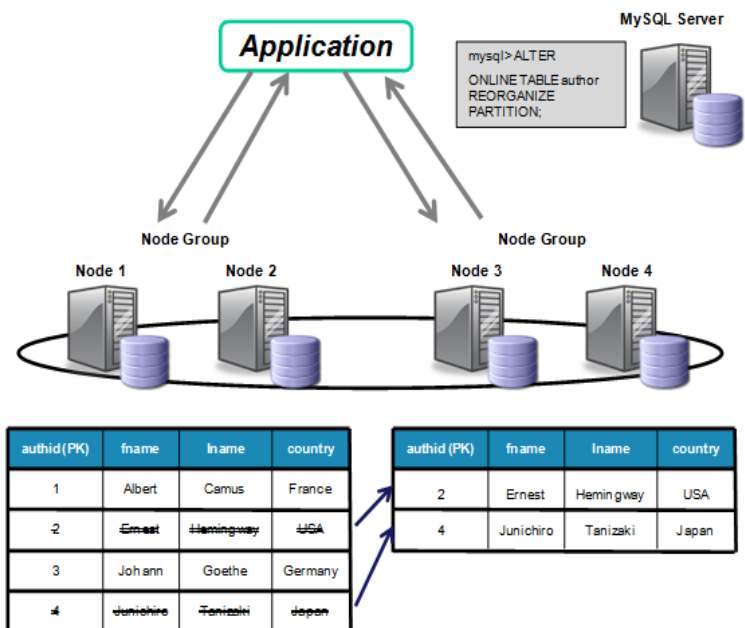 MySQL Server
Application
mysql> ALTER
ONLINE TABLE author
REORGANIZE
PARTITION;
Node Group
Node Group
Node 1
Node 2
Node 3
Node 4
authid (PK) fname lname country
1 Albert Camus France
2 Ernest Hemingway USA
3 Johann Goethe Germany
4 Junichiro Tanizaki Japan
authid (PK) fname lname country
2 Ernest Hemingway USA
4 Junichiro Tanizaki Japan